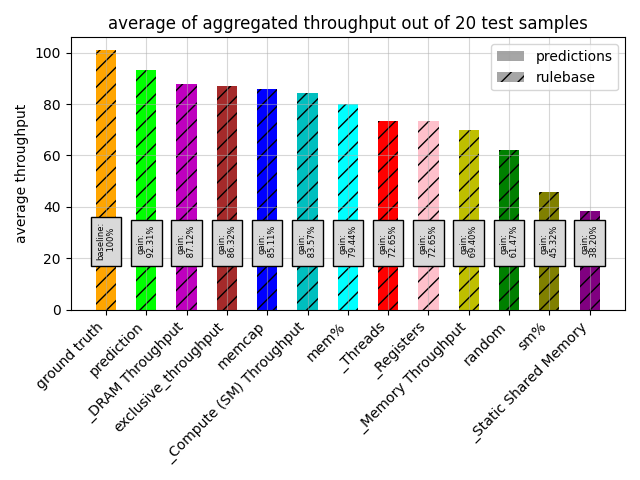 average of aggregated throughput out of 20 test samples
predictions
rulebase
average throughput
100
80
60
40
20
0
baseline:
100%
gain:
92.31%
gain:
87.12%
gain:
86.32%
gain:
85.11%
gain:
83.57%
gain:
79.44%
gain:
72.65%
gain:
72.65%
gain:
69.40%
gain:
61.47%
gain:
45.32%
gain:
38.20%
ground truth
prediction
_DRAM Throughput
exclusive_throughput
memcap
_Compute (SM) Throughput
mem%
_Threads
_Registers
_Memory Throughput
random
sm%
_Static Shared Memory